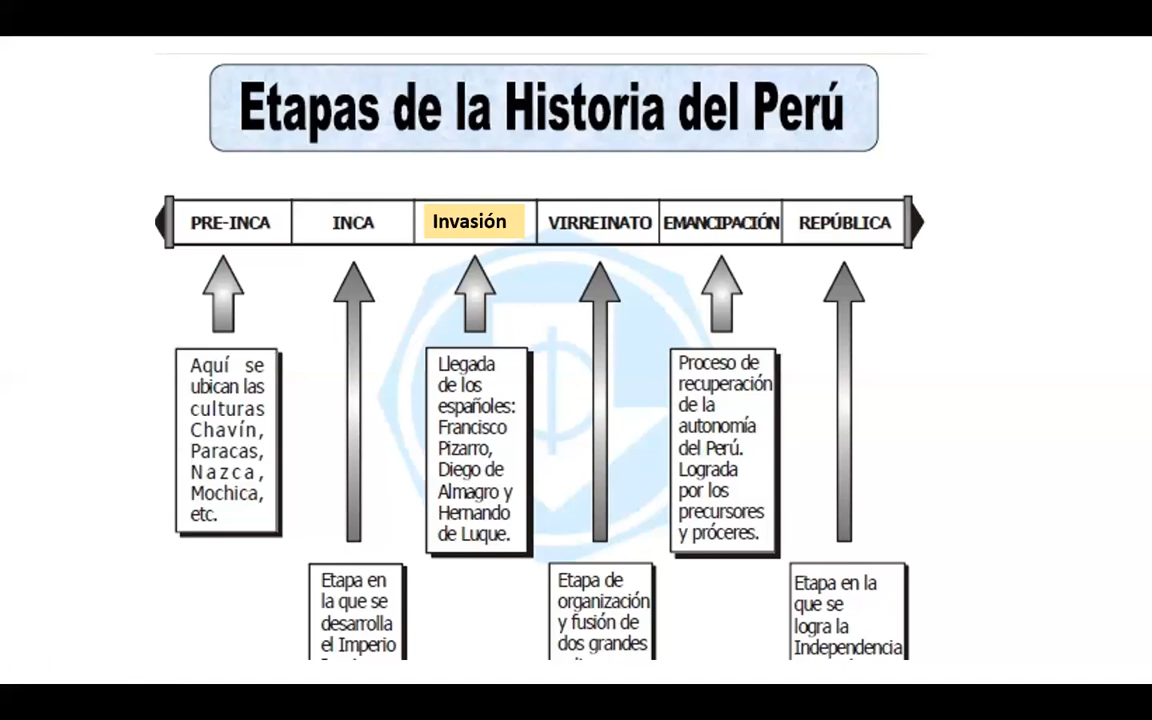 Etapas de la Historia del Perú
PRE-INCA INCA Invasión VIRREINATO EMANCIPACIÓN REPÚBLICA
Aquí se
ubican las
culturas
Chavín,
Paracas,
Nazca,
Mochica,
etc.
Etapa en
la que se
desarrolla
el Imperio
Llegada
de los
españoles:
Francisco
Pizarro,
Diego de
Almagro y
Hernando
de Luque.
Etapa de
organización
y fusión de
dos grandes
Proceso de
recuperación
de la
autonomía
del Perú.
Lograda
por los
precursores
y próceres.
Etapa en la
que se
logra la
Independencia